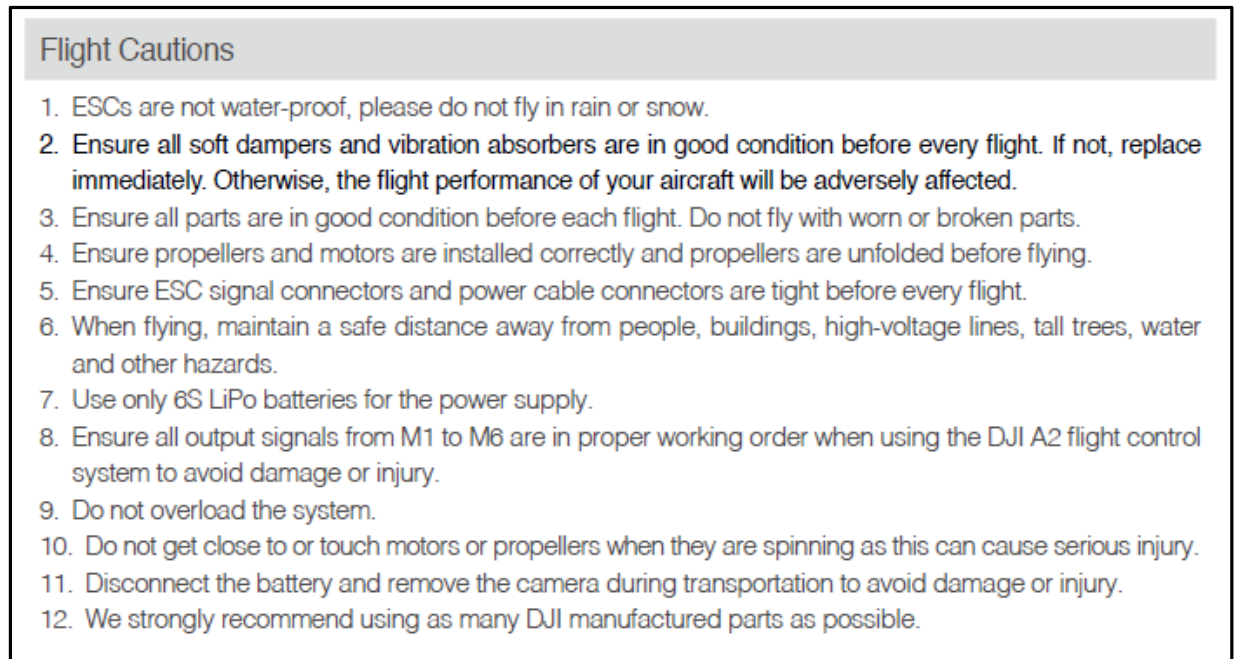 Flight Cautions
1. ESCs are not water-proof, please do not fly in rain or snow.
2. Ensure all soft dampers and vibration absorbers are in good condition before every flight. If not, replace
immediately. Otherwise, the flight performance of your aircraft will be adversely affected.
3. Ensure all parts are in good condition before each flight. Do not fly with worn or broken parts.
4. Ensure propellers and motors are installed correctly and propellers are unfolded before flying.
5. Ensure ESC signal connectors and power cable connectors are tight before every flight.
6. When flying, maintain a safe distance away from people, buildings, high-voltage lines, tall trees, water
and other hazards.
7. Use only 6S LiPo batteries for the power supply.
8. Ensure all output signals from M1 to M6 are in proper working order when using the DJI A2 flight control
system to avoid damage or injury.
9. Do not overload the system.
10. Do not get close to or touch motors or propellers when they are spinning as this can cause serious injury.
11. Disconnect the battery and remove the camera during transportation to avoid damage or injury.
12. We strongly recommend using as many DJI manufactured parts as possible.